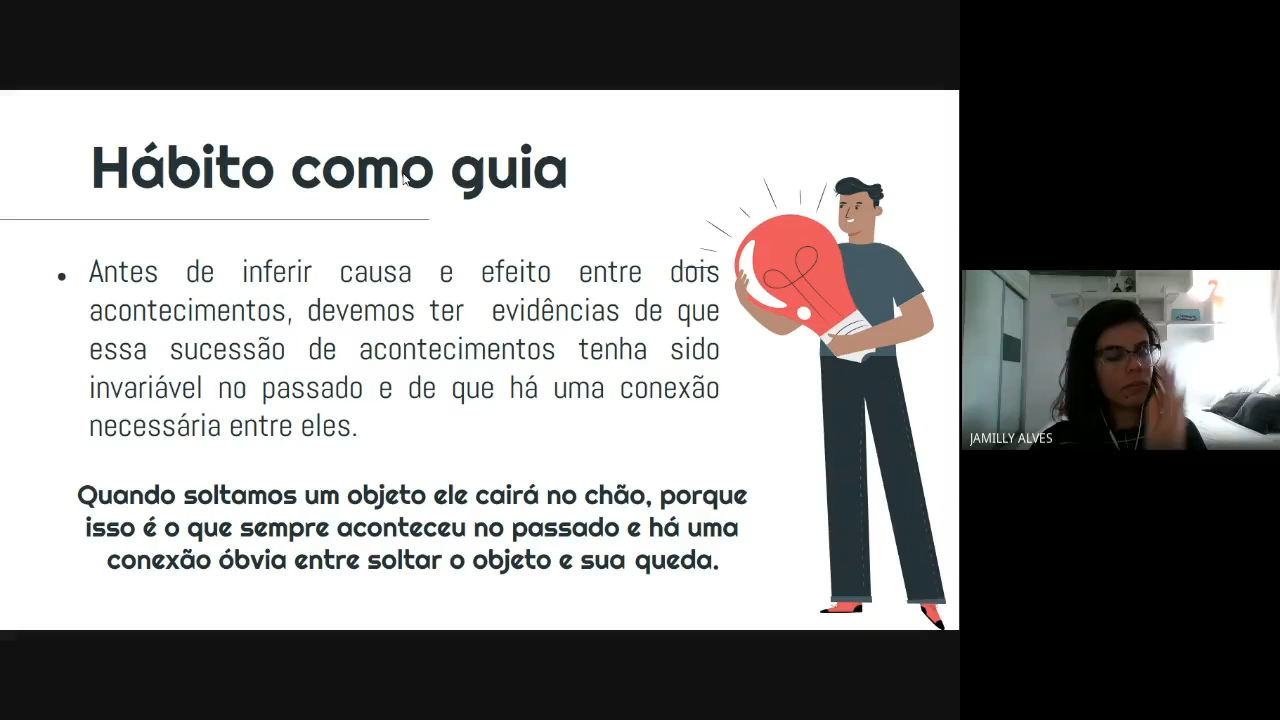 Hábito como guia
• Antes de inferir causa e efeito entre dois
acontecimentos, devemos ter evidências de que
essa sucessão de acontecimentos tenha sido
invariável no passado e de que há uma conexão
necessária entre eles.
Quando soltamos um objeto ele cairá no chão, porque
isso é o que sempre aconteceu no passado e há uma
conexão óbvia entre soltar o objeto e sua queda.
JAMILLY ALVES